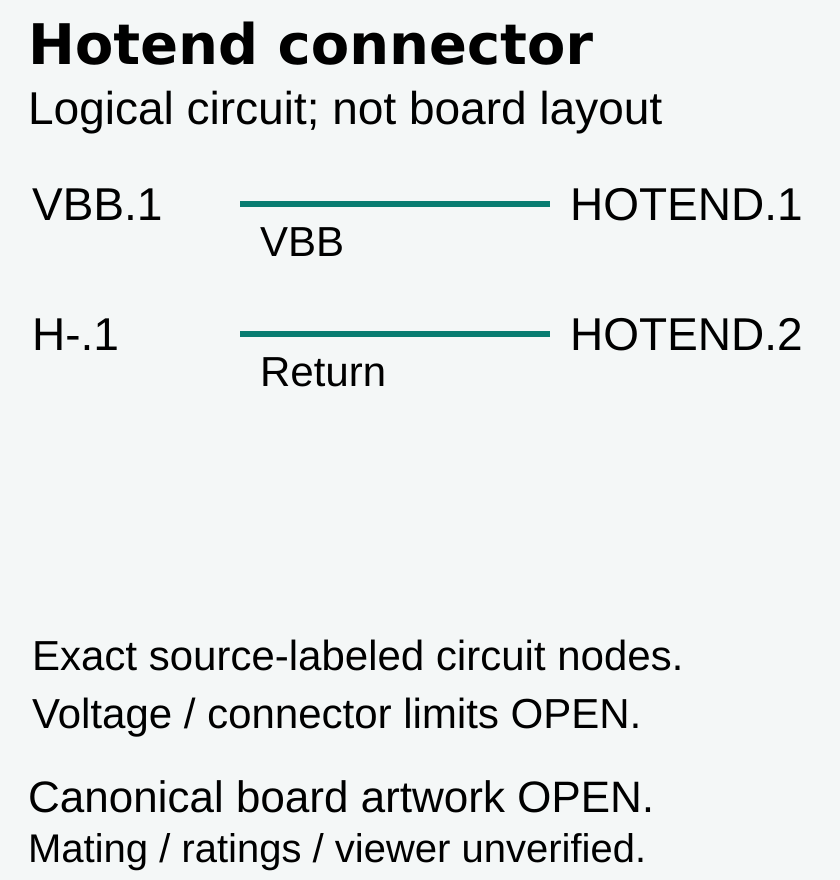 Hotend connector
Logical circuit; not board layout
VBB.1 HOTEND.1
VBB
H-.1 HOTEND.2
Return
Exact source-labeled circuit nodes.
Voltage / connector limits OPEN.
Canonical board artwork OPEN.
Mating / ratings / viewer unverified.